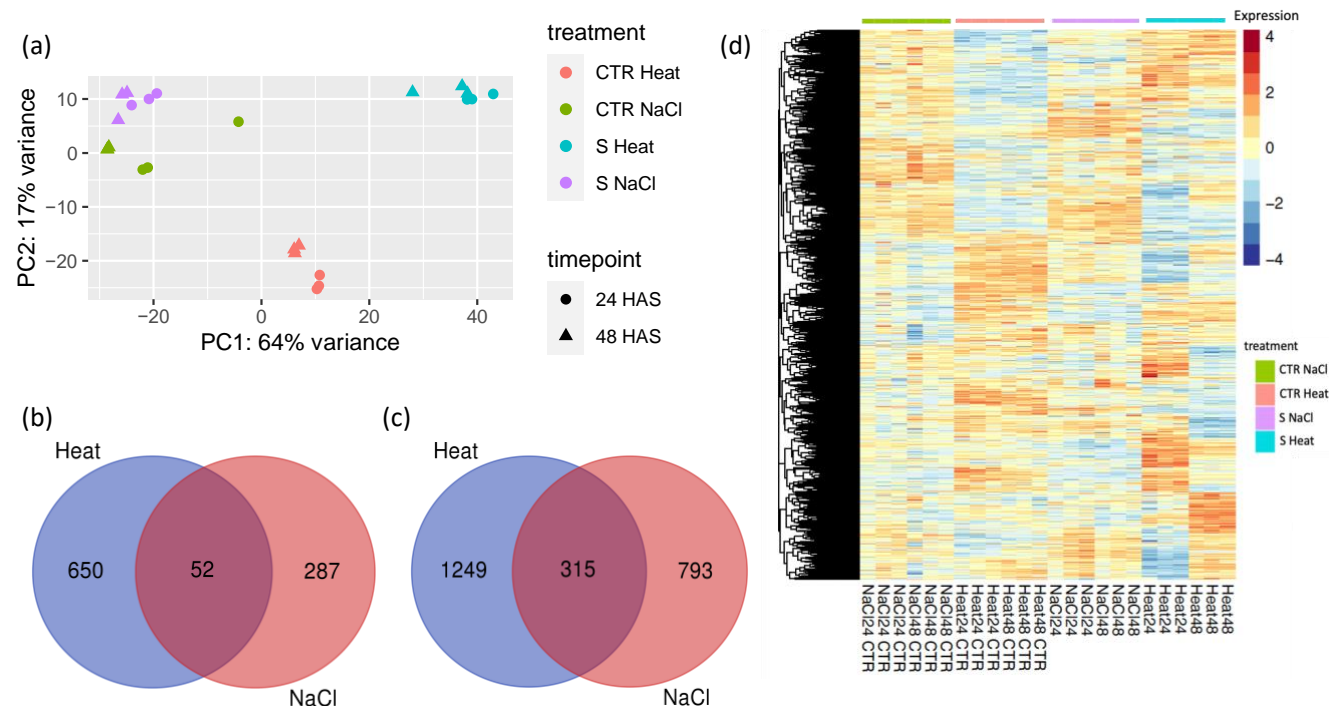 (a)
PC2: 17% variance
10
0
−10
−20
−20
0
20
40
PC1: 64% variance
treatment
CTR Heat
CTR NaCl
S Heat
S NaCl
timepoint
24 HAS
48 HAS
(b)
Heat
650
52
287
NaCl
(c)
Heat
1249
315
793
NaCl
(d)
Expression
4
2
0
−2
−4
treatment
CTR NaCl
CTR Heat
S NaCl
S Heat
NaCl24 CTR
NaCl24 CTR
NaCl24 CTR
NaCl48 CTR
NaCl48 CTR
NaCl48 CTR
Heat24 CTR
Heat24 CTR
Heat24 CTR
Heat48 CTR
Heat48 CTR
Heat48 CTR
NaCl24
NaCl24
NaCl24
NaCl48
NaCl48
NaCl48
Heat24
Heat24
Heat24
Heat48
Heat48
Heat48